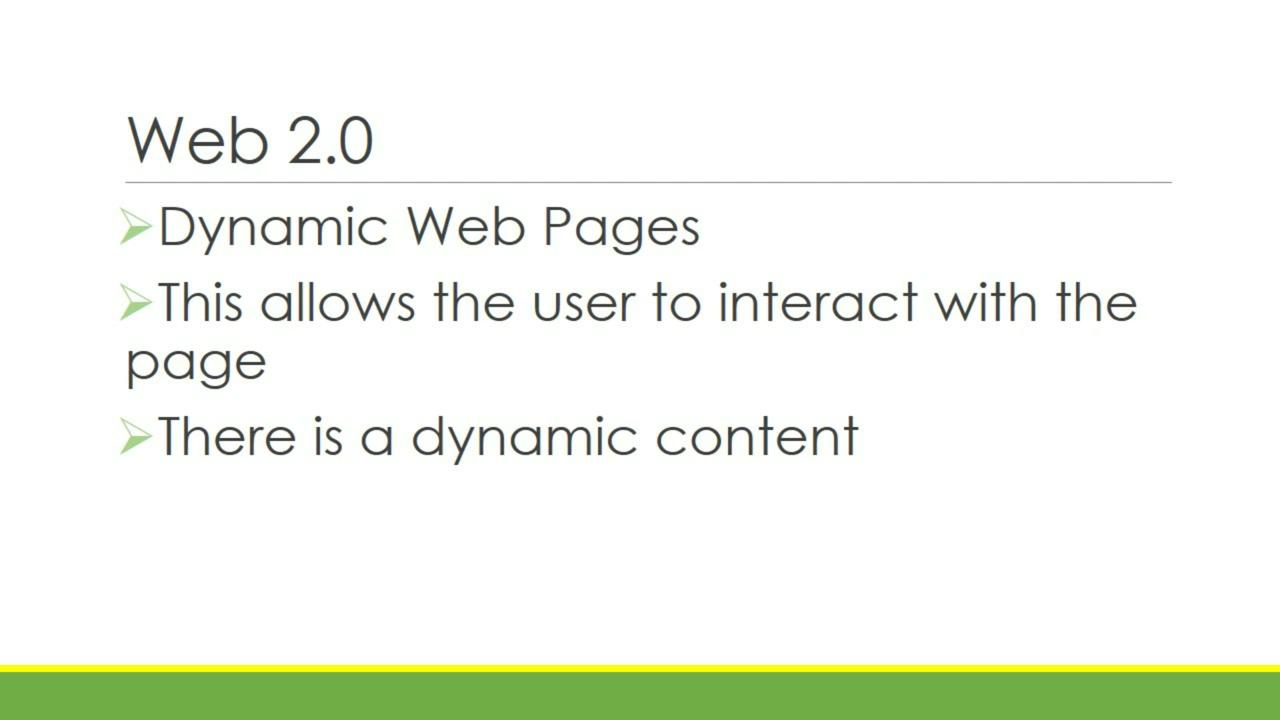 Web 2.0
➢Dynamic Web Pages
➢This allows the user to interact with the
page
➢There is a dynamic content